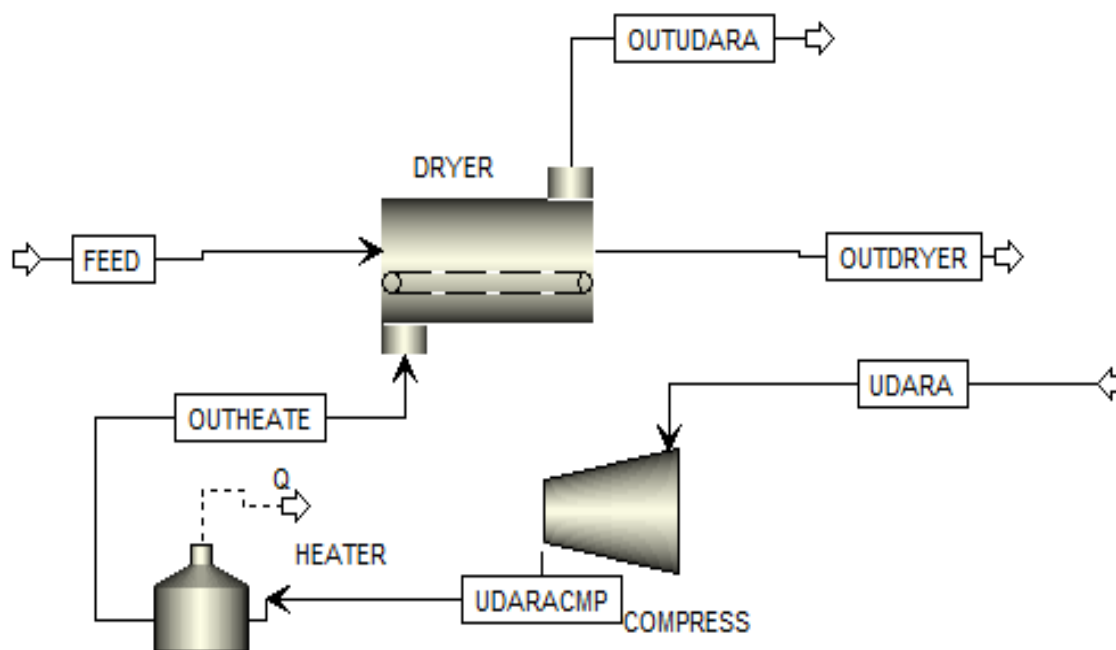 OUTUDARA
DRYER
FEED
OUTDRYER
UDARA
OUTHEATE
Q
HEATER
UDARACMP
COMPRESS